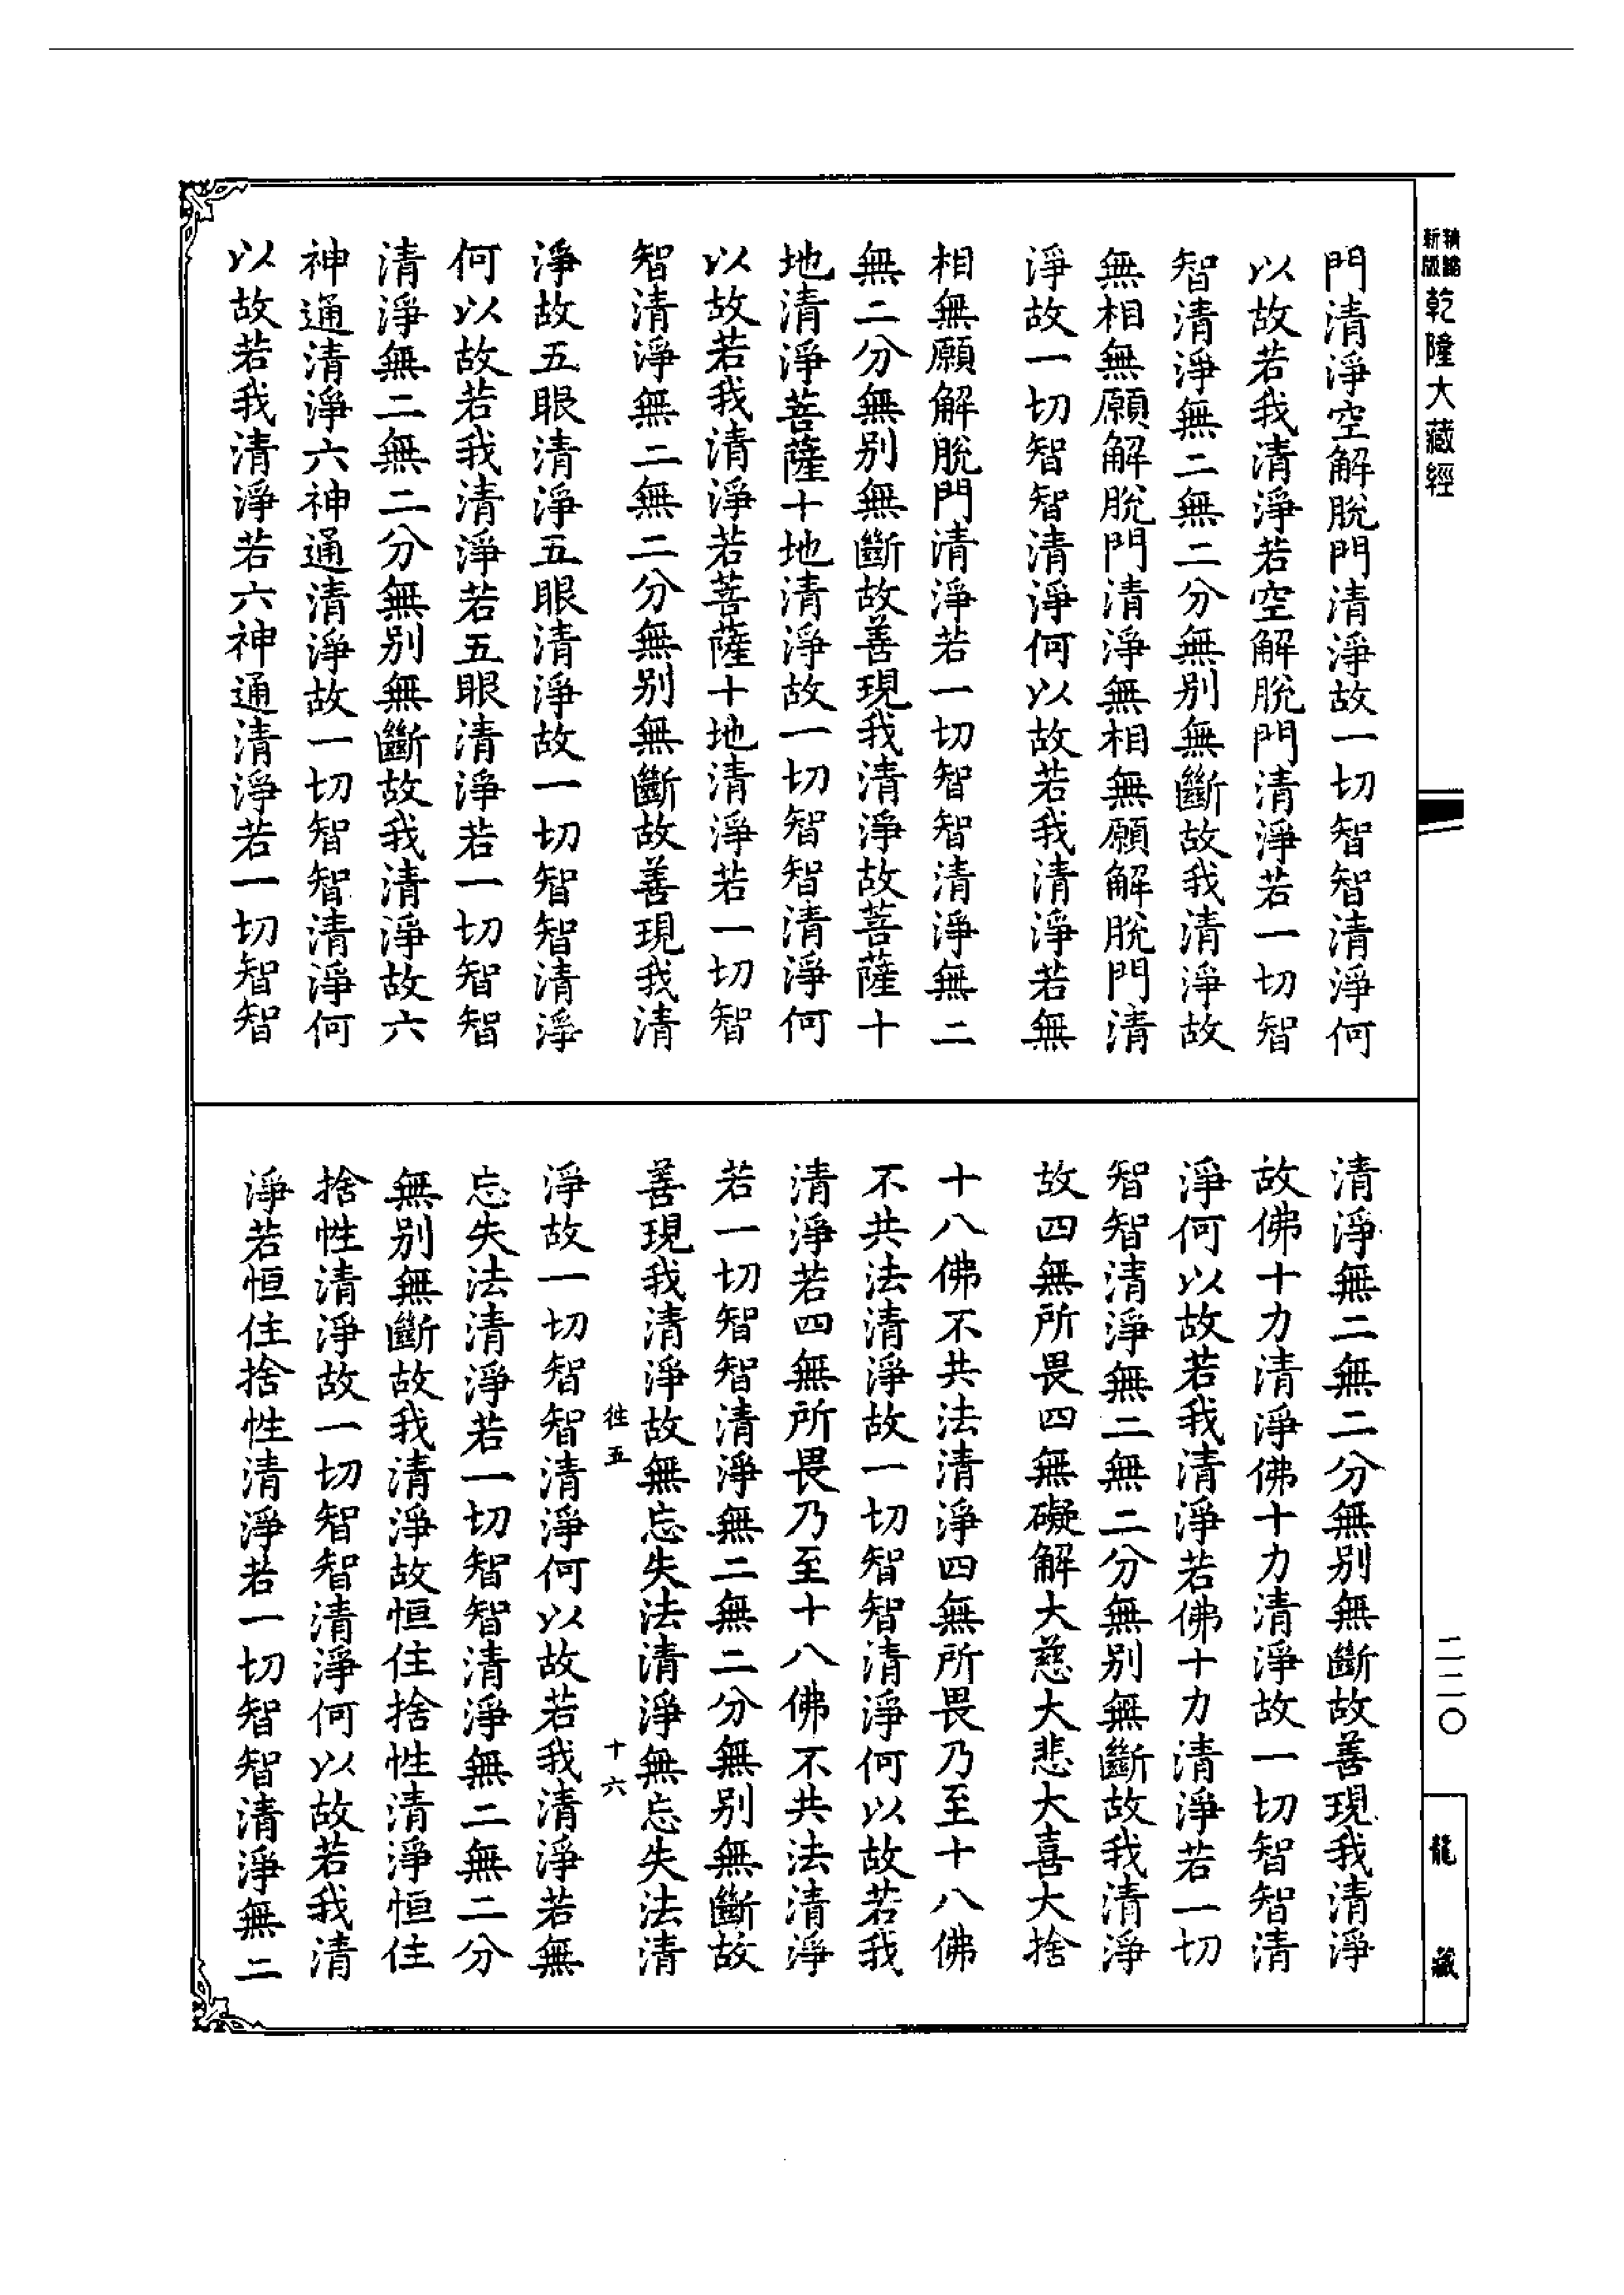 新版
乾隆大藏經
門清淨空解脫門清淨故一切智智清淨何
以故若我清淨若空解脫門清淨若一切智
智清淨無二無二分無別無斷故我清淨故
無相無願解脫門清淨無相無願解脫門清
淨故一切智智清淨何以故若我清淨若無
相無願解脫門清淨若一切智智清淨無二
無二分無別無斷故善現我清淨故菩薩十
地清淨菩薩十地清淨故一切智智清淨何
以故若我清淨若菩薩十地清淨若一切智
智清淨無二無二分無別無斷故善現我清
淨故五眼清淨五眼清淨故一切智智清淨
何以故若我清淨若五眼清淨若一切智智
清淨無二無二分無別無斷故我清淨故六
神通清淨六神通清淨故一切智智清淨何
以故若我清淨若六神通清淨若一切智智
清淨無二無二分無別無斷故善現我清淨
故佛十力清淨佛十力清淨故一切智智清
淨何以故若我清淨若佛十力清淨若一切
智智清淨無二無二分無別無斷故我清淨
故四無所畏四無礙解大慈大悲大喜大捨
十八佛不共法清淨四無所畏乃至十八佛
不共法清淨故一切智智清淨何以故若我
清淨若四無所畏乃至十八佛不共法清淨
若一切智智清淨無二無二分無別無斷故
善現我清淨故無忘失法清淨無忘失法清
十六
淨故一切智智清淨何以故若我清淨若無
忘失法清淨若一切智智清淨無二無二分
無別無斷故我清淨故恒住捨性清淨恒住
捨性清淨故一切智智清淨何以故若我清
淨若恒住捨性清淨若一切智智清淨無二
二二〇
龍藏